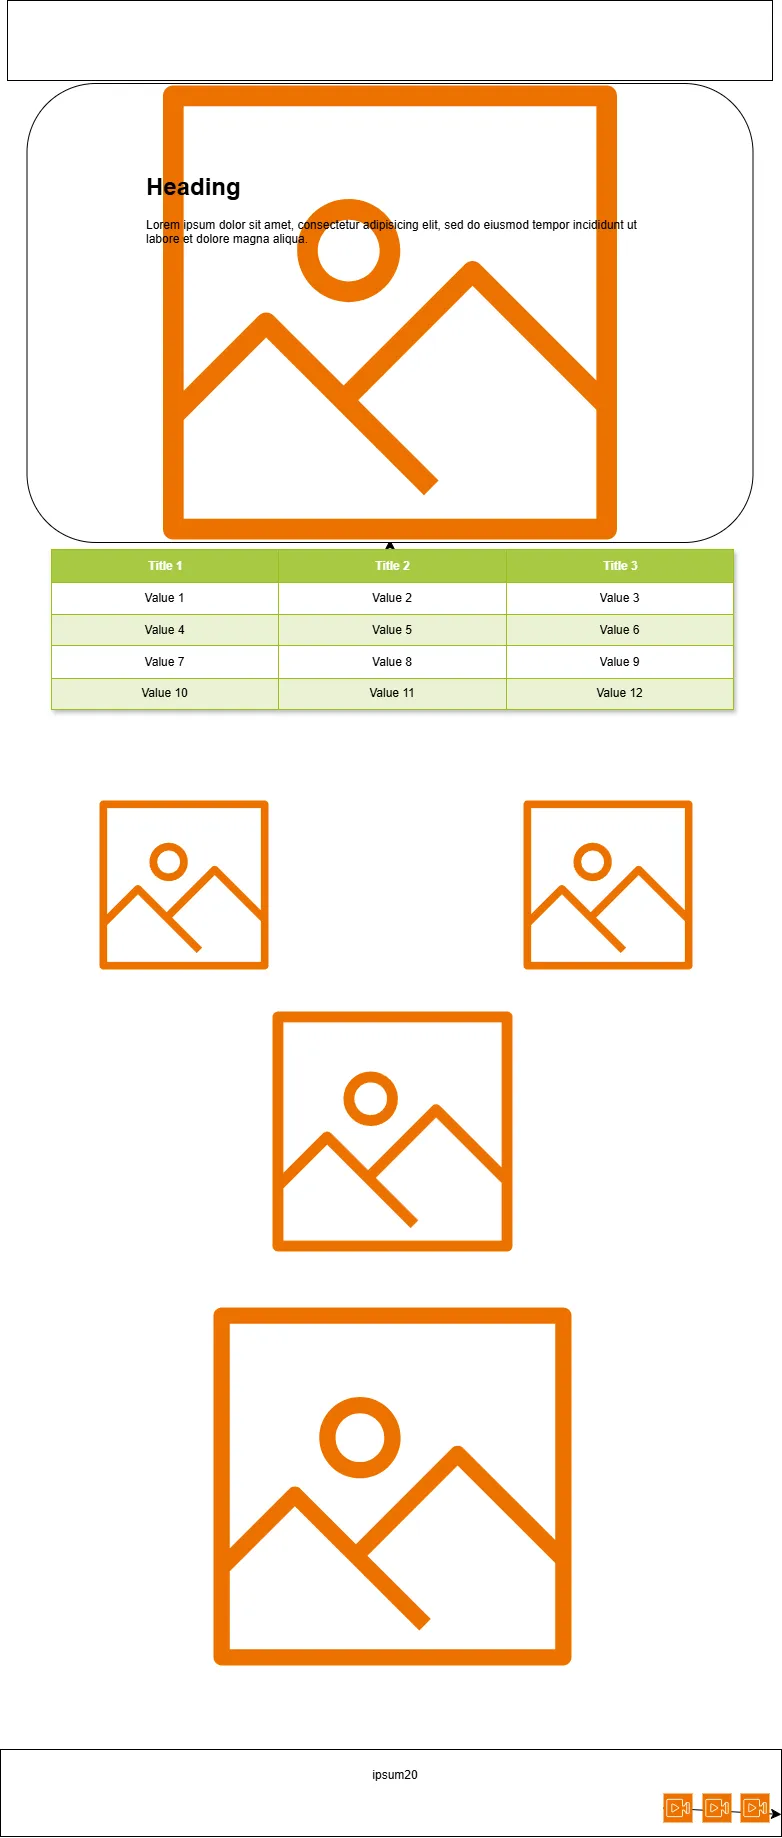 Heading
Lorem ipsum dolor sit amet, consectetur adipisicing elit, sed do eiusmod tempor incididunt ut
labore et dolore magna aliqua.
Title 1 Title 2 Title 3
Value 1 Value 2 Value 3
Value 4 Value 5 Value 6
Value 7 Value 8 Value 9
Value 10 Value 11 Value 12
ipsum20